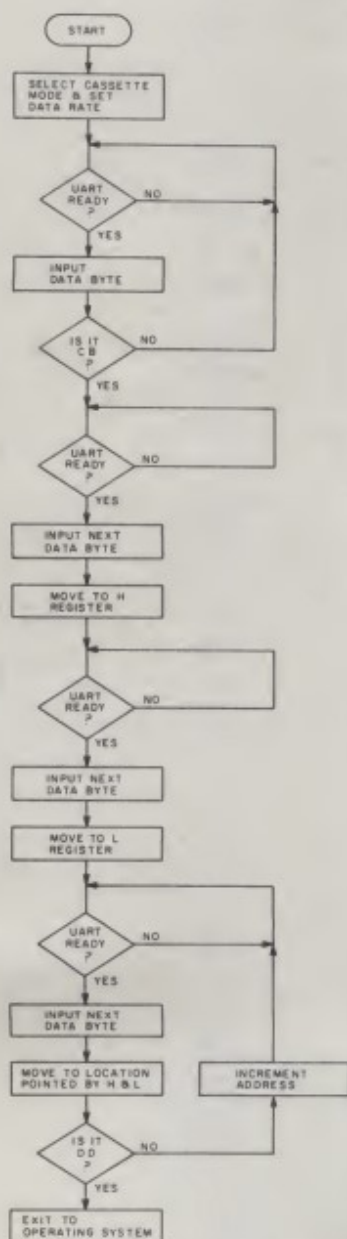 START
SELECT CASSETTE
MODE & SET
DATA RATE
UART
READY
?
NO
YES
INPUT
DATA BYTE
IS IT
CB
?
NO
YES
UART
READY
?
NO
YES
INPUT NEXT
DATA BYTE
MOVE TO H
REGISTER
UART
READY
?
NO
YES
INPUT NEXT
DATA BYTE
MOVE TO L
REGISTER
UART
READY
?
NO
YES
INPUT NEXT
DATA BYTE
MOVE TO LOCATION
POINTED BY H & L
INCREMENT
ADDRESS
IS IT
DD
?
NO
YES
EXIT TO
OPERATING SYSTEM